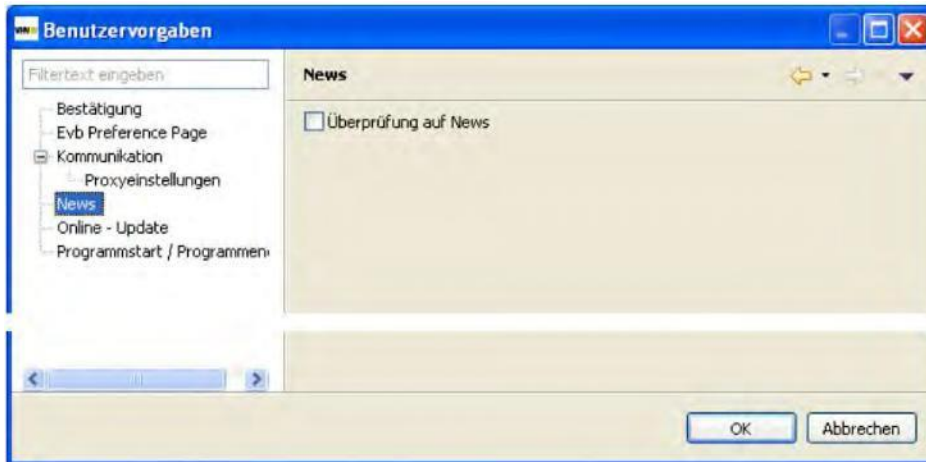 Benutzervorgaben
Filtertext eingeben
Bestätigung
Evb Preference Page
Kommunikation
Proxyeinstellungen
News
Online - Update
Programmstart / Programmen
News
Überprüfung auf News
OK
Abbrechen